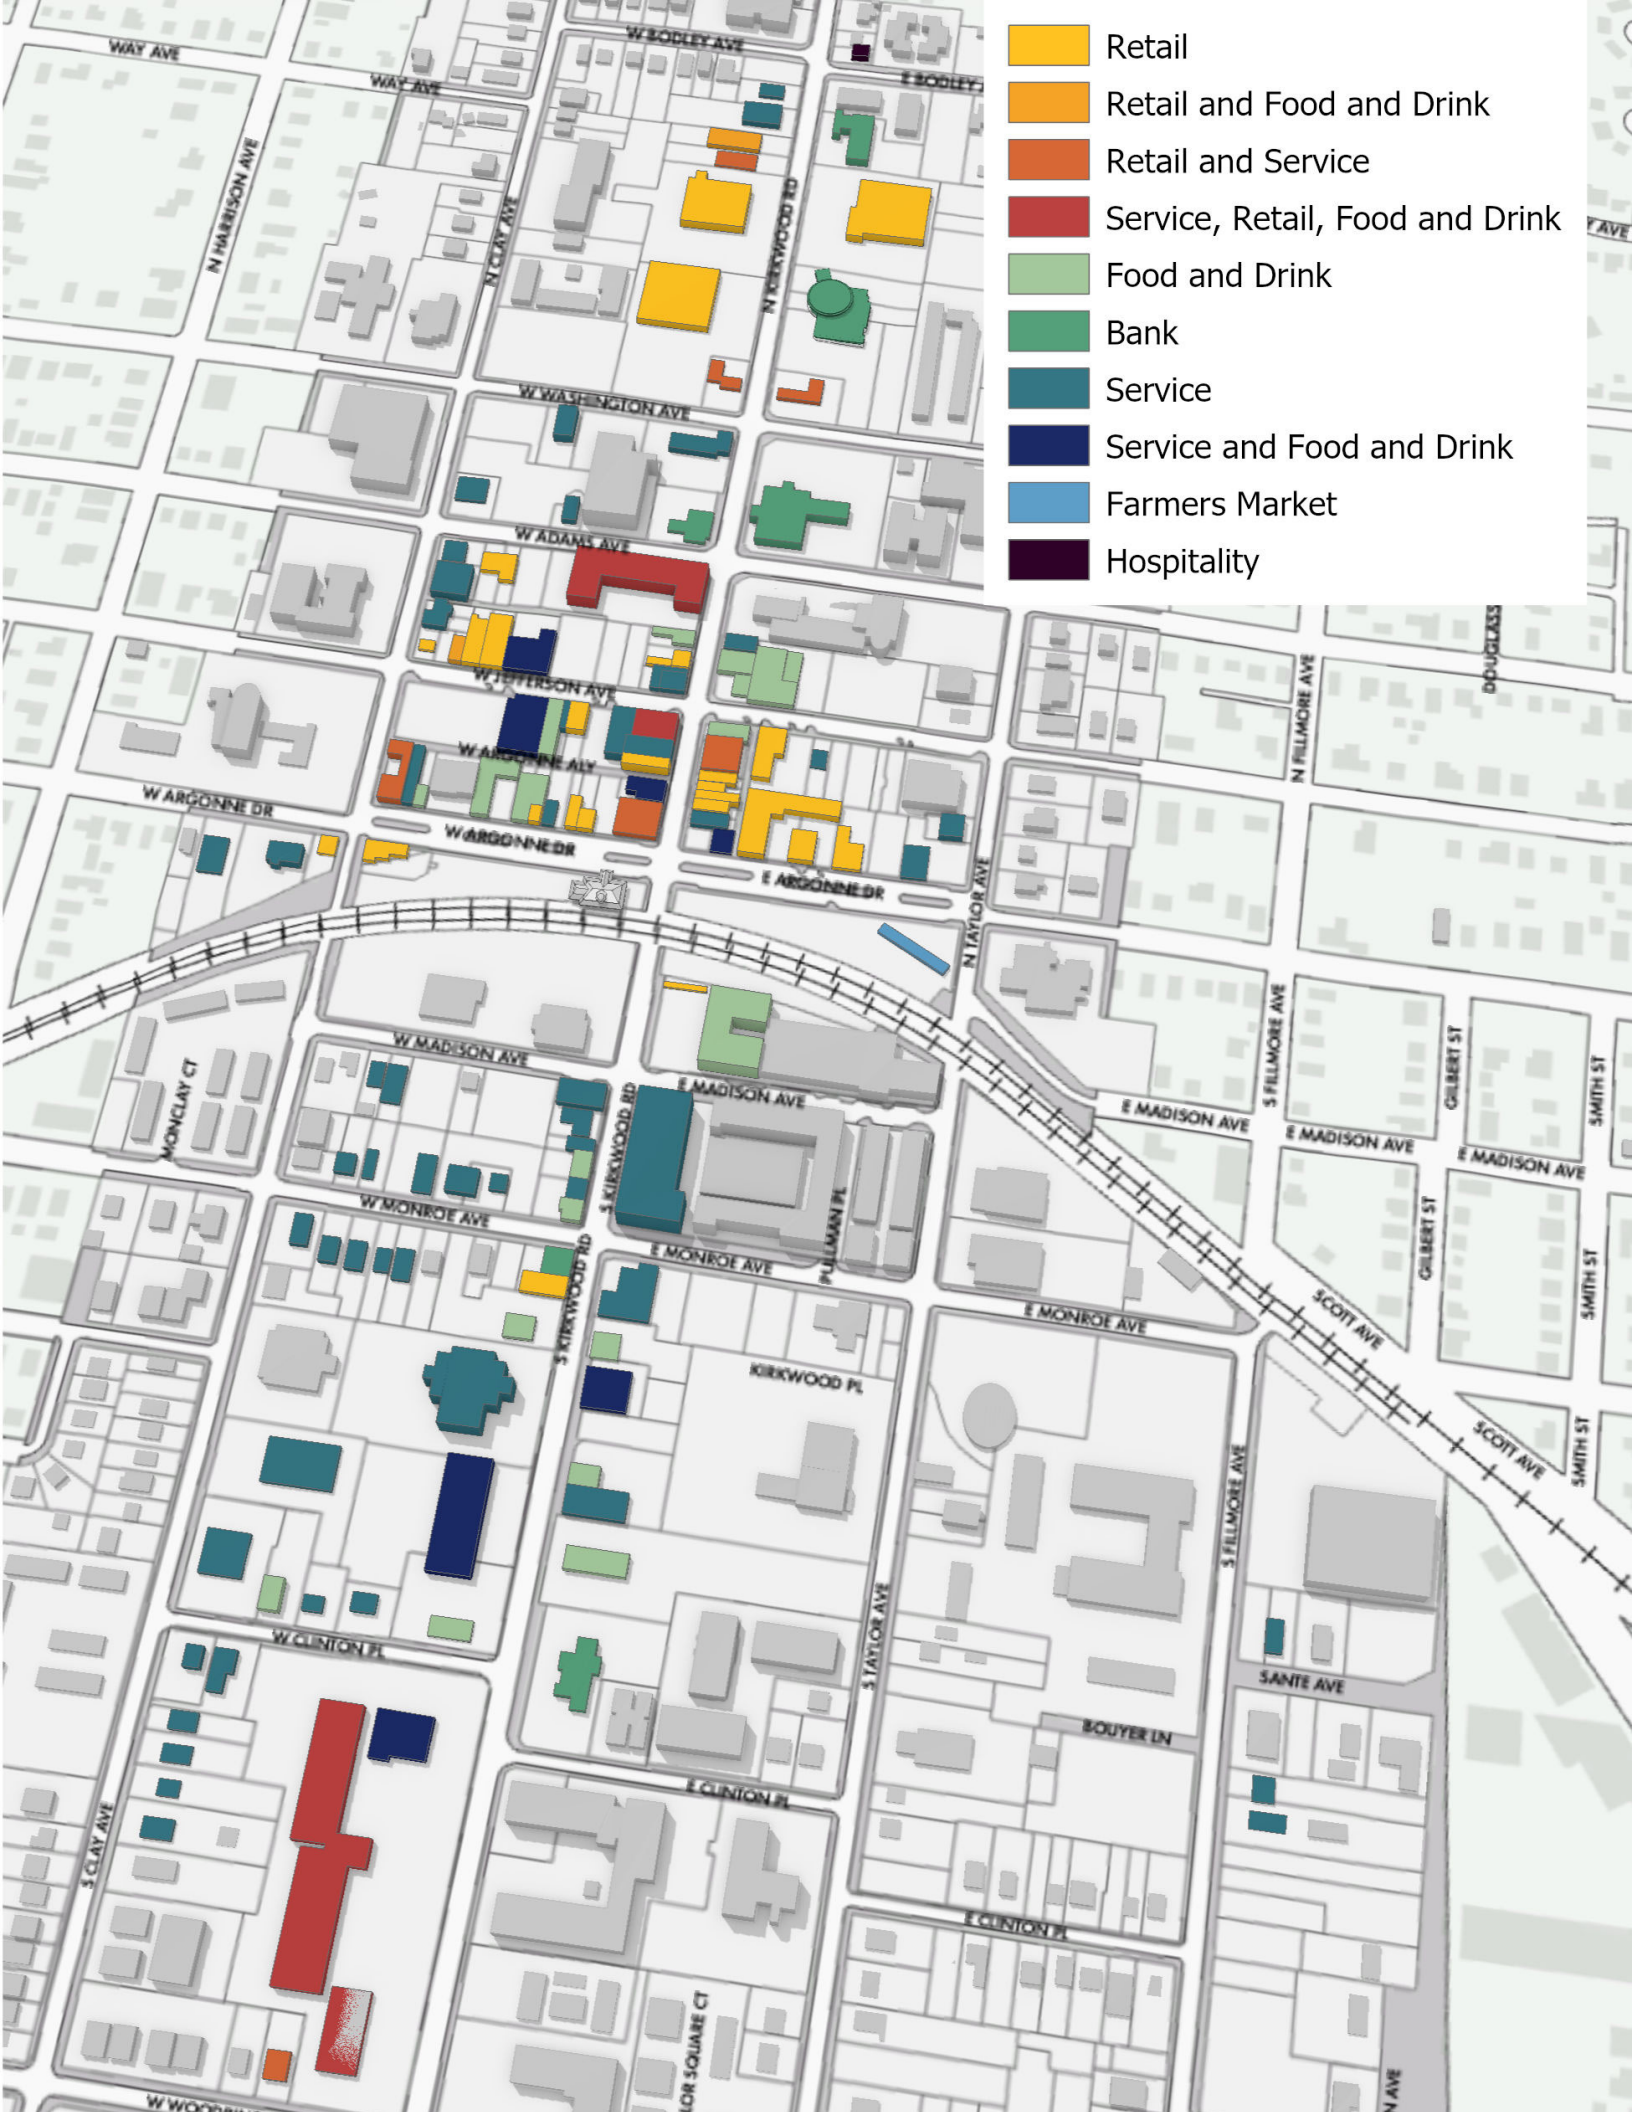 Retail
Retail and Food and Drink
Retail and Service
Service, Retail, Food and Drink
Food and Drink
Bank
Service
Service and Food and Drink
Farmers Market
Hospitality
WAY AVE
WAY AVE
W BODLEY AVE
E BODLEY
N HARRISON AVE
N CLAY AVE
N KIRKWOOD RD
AVE
W WASHINGTON AVE
W ADAMS AVE
DOUGLASS
N FILLMORE AVE
W JEFFERSON AVE
W ARGONNE ALY
W ARGONNE DR
W ARGONNE DR
E ARGONNE DR
N TAYLOR AVE
W MADISON AVE
MONCLAY CT
S KIRKWOOD RD
E MADISON AVE
E MADISON AVE
E MADISON AVE
E MADISON AVE
S FILLMORE AVE
GILBERT ST
SMITH ST
PULLMAN PL
W MONROE AVE
E MONROE AVE
E MONROE AVE
S KIRKWOOD RD
GILBERT ST
SMITH ST
SCOTT AVE
KIRKWOOD PL
SCOTT AVE
SMITH ST
S FILLMORE AVE
S TAYLOR AVE
W CLINTON PL
SANTE AVE
BOUYER LN
E CLINTON PL
S CLAY AVE
E CLINTON PL
LOR SQUARE CT
N AVE